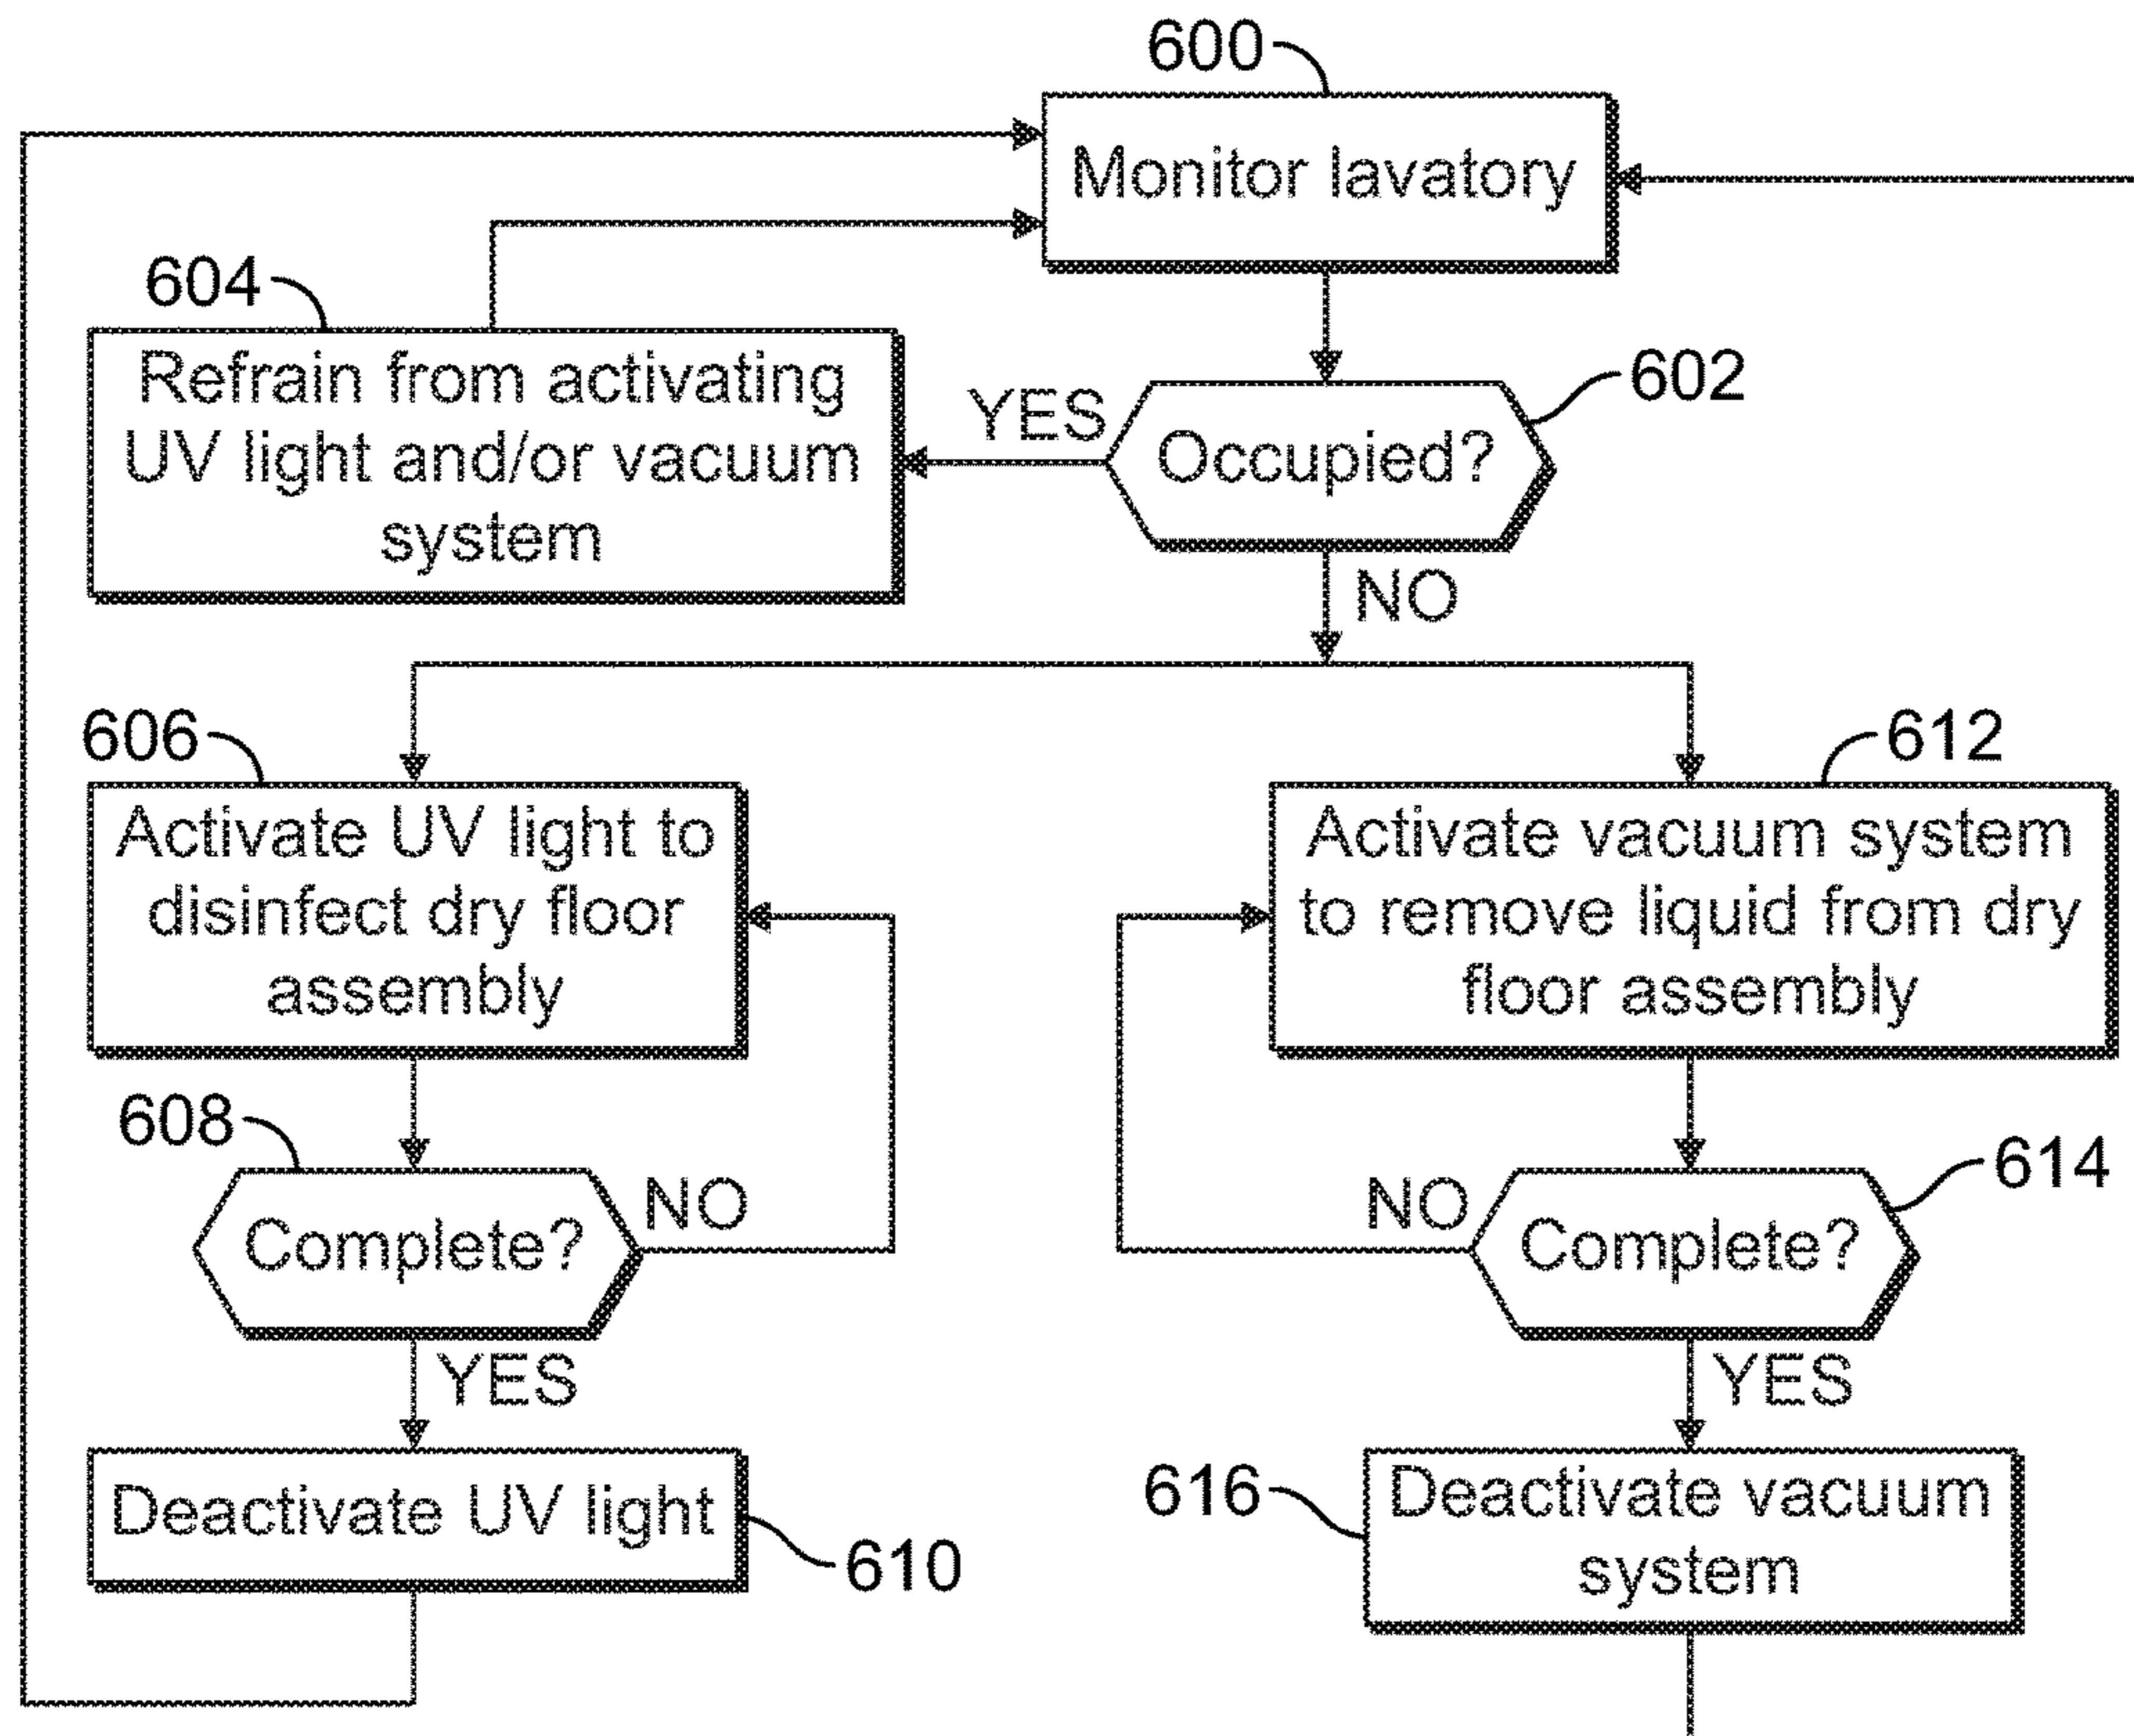 600
Monitor lavatory
604
Refrain from activating
UV light and/or vacuum
system
YES
Occupied?
602
NO
606
Activate UV light to
disinfect dry floor
assembly
612
Activate vacuum system
to remove liquid from dry
floor assembly
608
Complete?
NO
NO
Complete?
614
YES
YES
Deactivate UV light
610
616
Deactivate vacuum
system